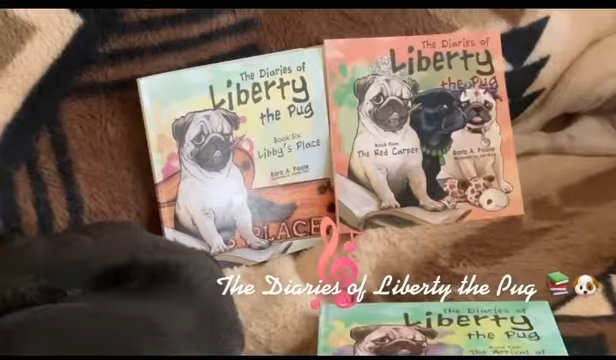 The Diaries of
Liberty
the Pug
Book Six:
Libby's Place
Barb A. Poole
PLACE
The Diaries of
Liberty
the Pug
Book Five
The Red Carpet
Barb A. Poole
The Diaries of Liberty the Pug 📚🐶
The Diaries of
Liberty
the Pug
The Arrival of